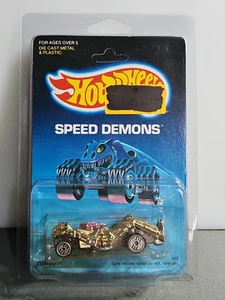 FOR AGES OVER 3
DIE CAST METAL
& PLASTIC
Hot Wheels
SPEED DEMONS